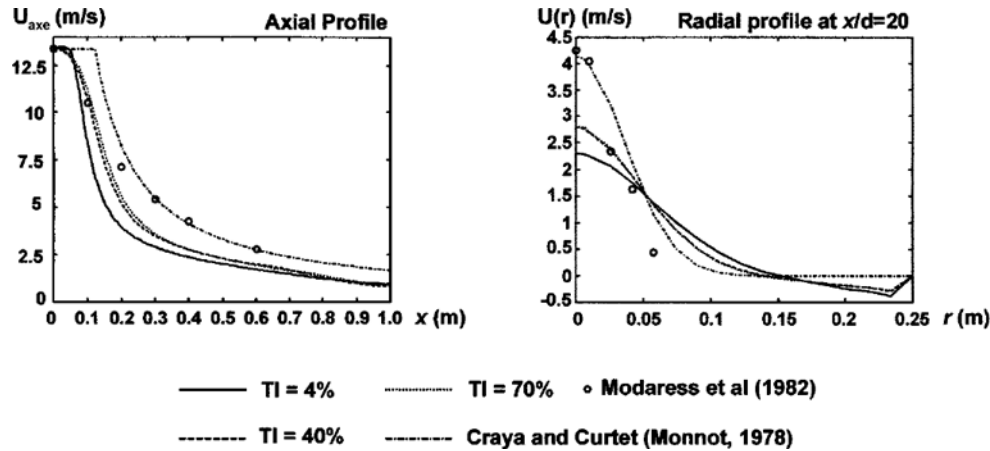 U_axe (m/s)
Axial Profile
12.5
10
7.5
5
2.5
0
0 0.1 0.2 0.3 0.4 0.5 0.6 0.7 0.8 0.9 1.0
x (m)
U(r) (m/s)
Radial profile at x/d=20
4.5
4
3.5
3
2.5
2
1.5
1
0.5
0
-0.5
0 0.05 0.1 0.15 0.2 0.25
r (m)
TI = 4% TI = 70% Modaress et al (1982)
TI = 40% Craya and Curtet (Monnot, 1978)